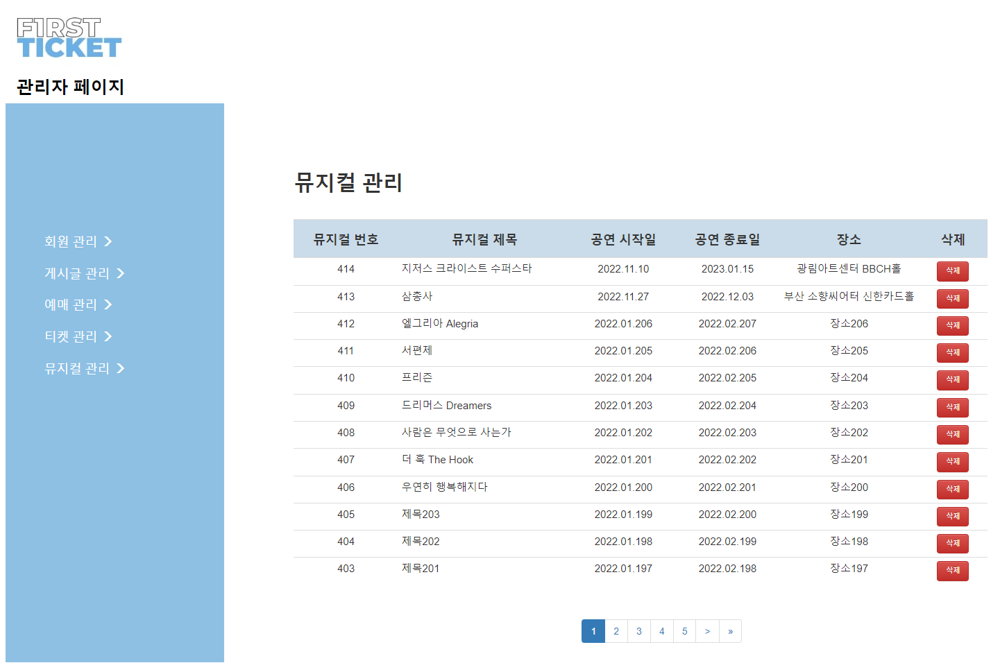 F1RST
TICKET
관리자 페이지
회원 관리 >
게시글 관리 >
예매 관리 >
티켓 관리 >
뮤지컬 관리 >
뮤지컬 관리
뮤지컬 번호 뮤지컬 제목 공연 시작일 공연 종료일 장소 삭제
414 지저스 크라이스트 수퍼스타 2022.11.10 2023.01.15 광림아트센터 BBCH홀 삭제
413 삼총사 2022.11.27 2022.12.03 부산 소향씨어터 신한카드홀 삭제
412 엘그리아 Alegria 2022.01.206 2022.02.207 장소206 삭제
411 서편제 2022.01.205 2022.02.206 장소205 삭제
410 프리즌 2022.01.204 2022.02.205 장소204 삭제
409 드리머스 Dreamers 2022.01.203 2022.02.204 장소203 삭제
408 사람은 무엇으로 사는가 2022.01.202 2022.02.203 장소202 삭제
407 더 훅 The Hook 2022.01.201 2022.02.202 장소201 삭제
406 우연히 행복해지다 2022.01.200 2022.02.201 장소200 삭제
405 제목203 2022.01.199 2022.02.200 장소199 삭제
404 제목202 2022.01.198 2022.02.199 장소198 삭제
403 제목201 2022.01.197 2022.02.198 장소197 삭제
1 2 3 4 5 > »